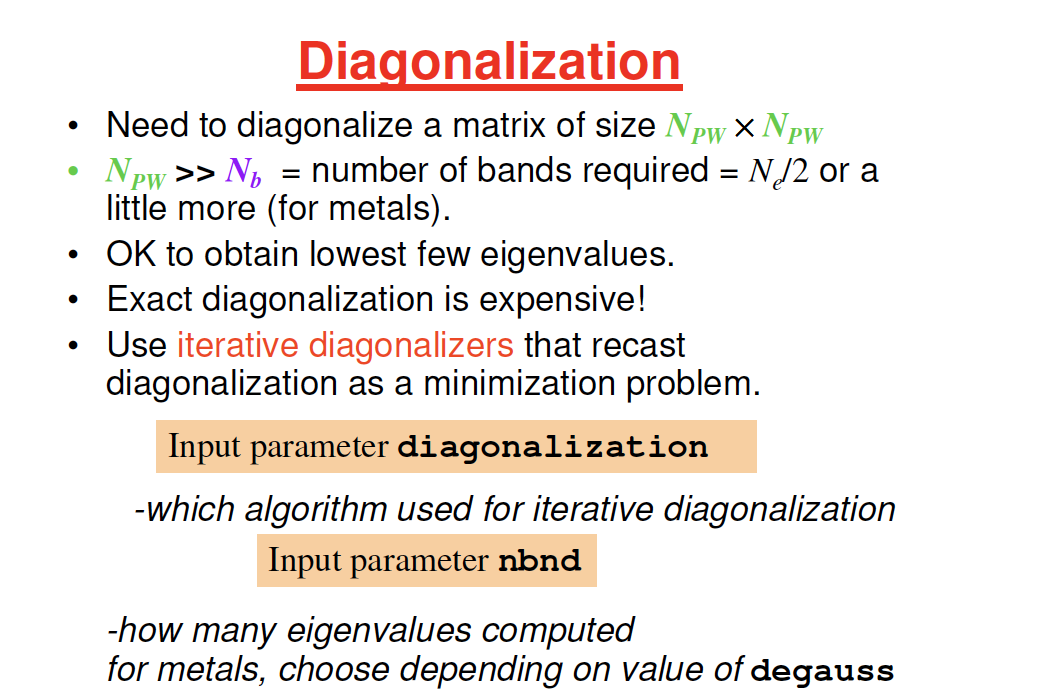 Diagonalization
• Need to diagonalize a matrix of size N_PW × N_PW
• N_PW >> N_b = number of bands required = N_e/2 or a
little more (for metals).
• OK to obtain lowest few eigenvalues.
• Exact diagonalization is expensive!
• Use iterative diagonalizers that recast
diagonalization as a minimization problem.
Input parameter diagonalization
-which algorithm used for iterative diagonalization
Input parameter nbnd
-how many eigenvalues computed
for metals, choose depending on value of degauss